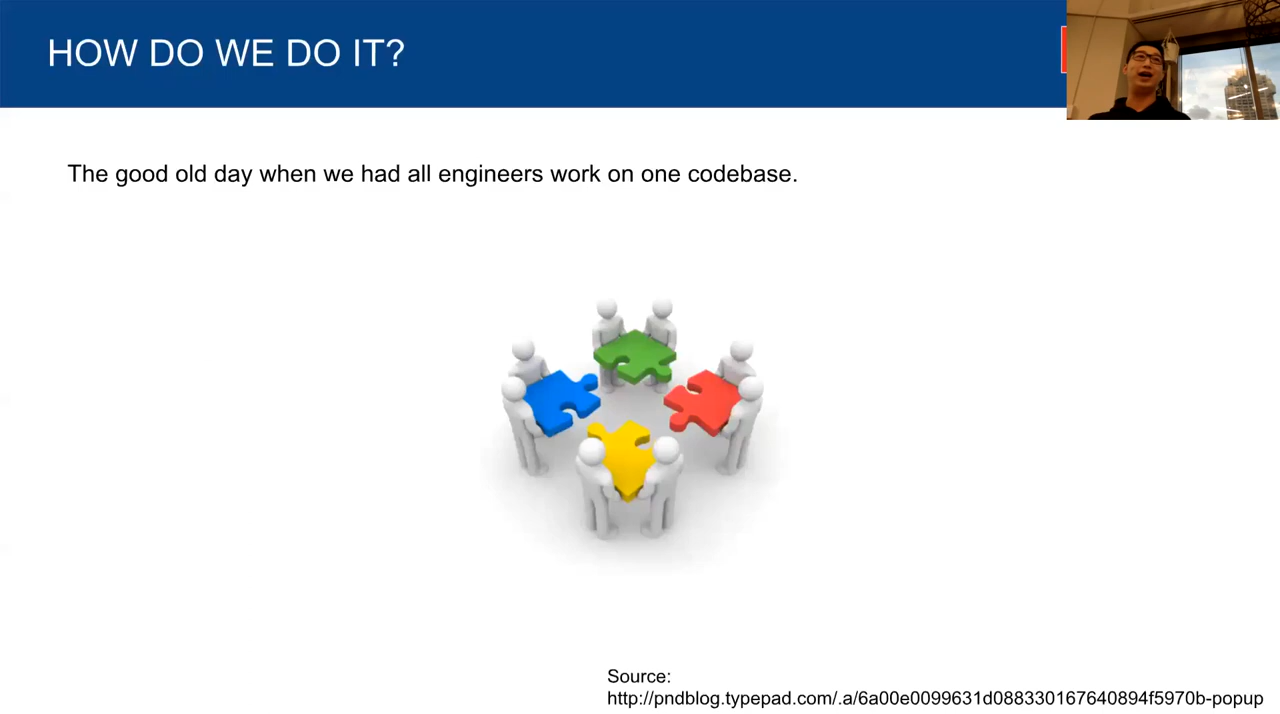 HOW DO WE DO IT?
The good old day when we had all engineers work on one codebase.
Source:
http://pndblog.typepad.com/.a/6a00e0099631d088330167640894f5970b-popup